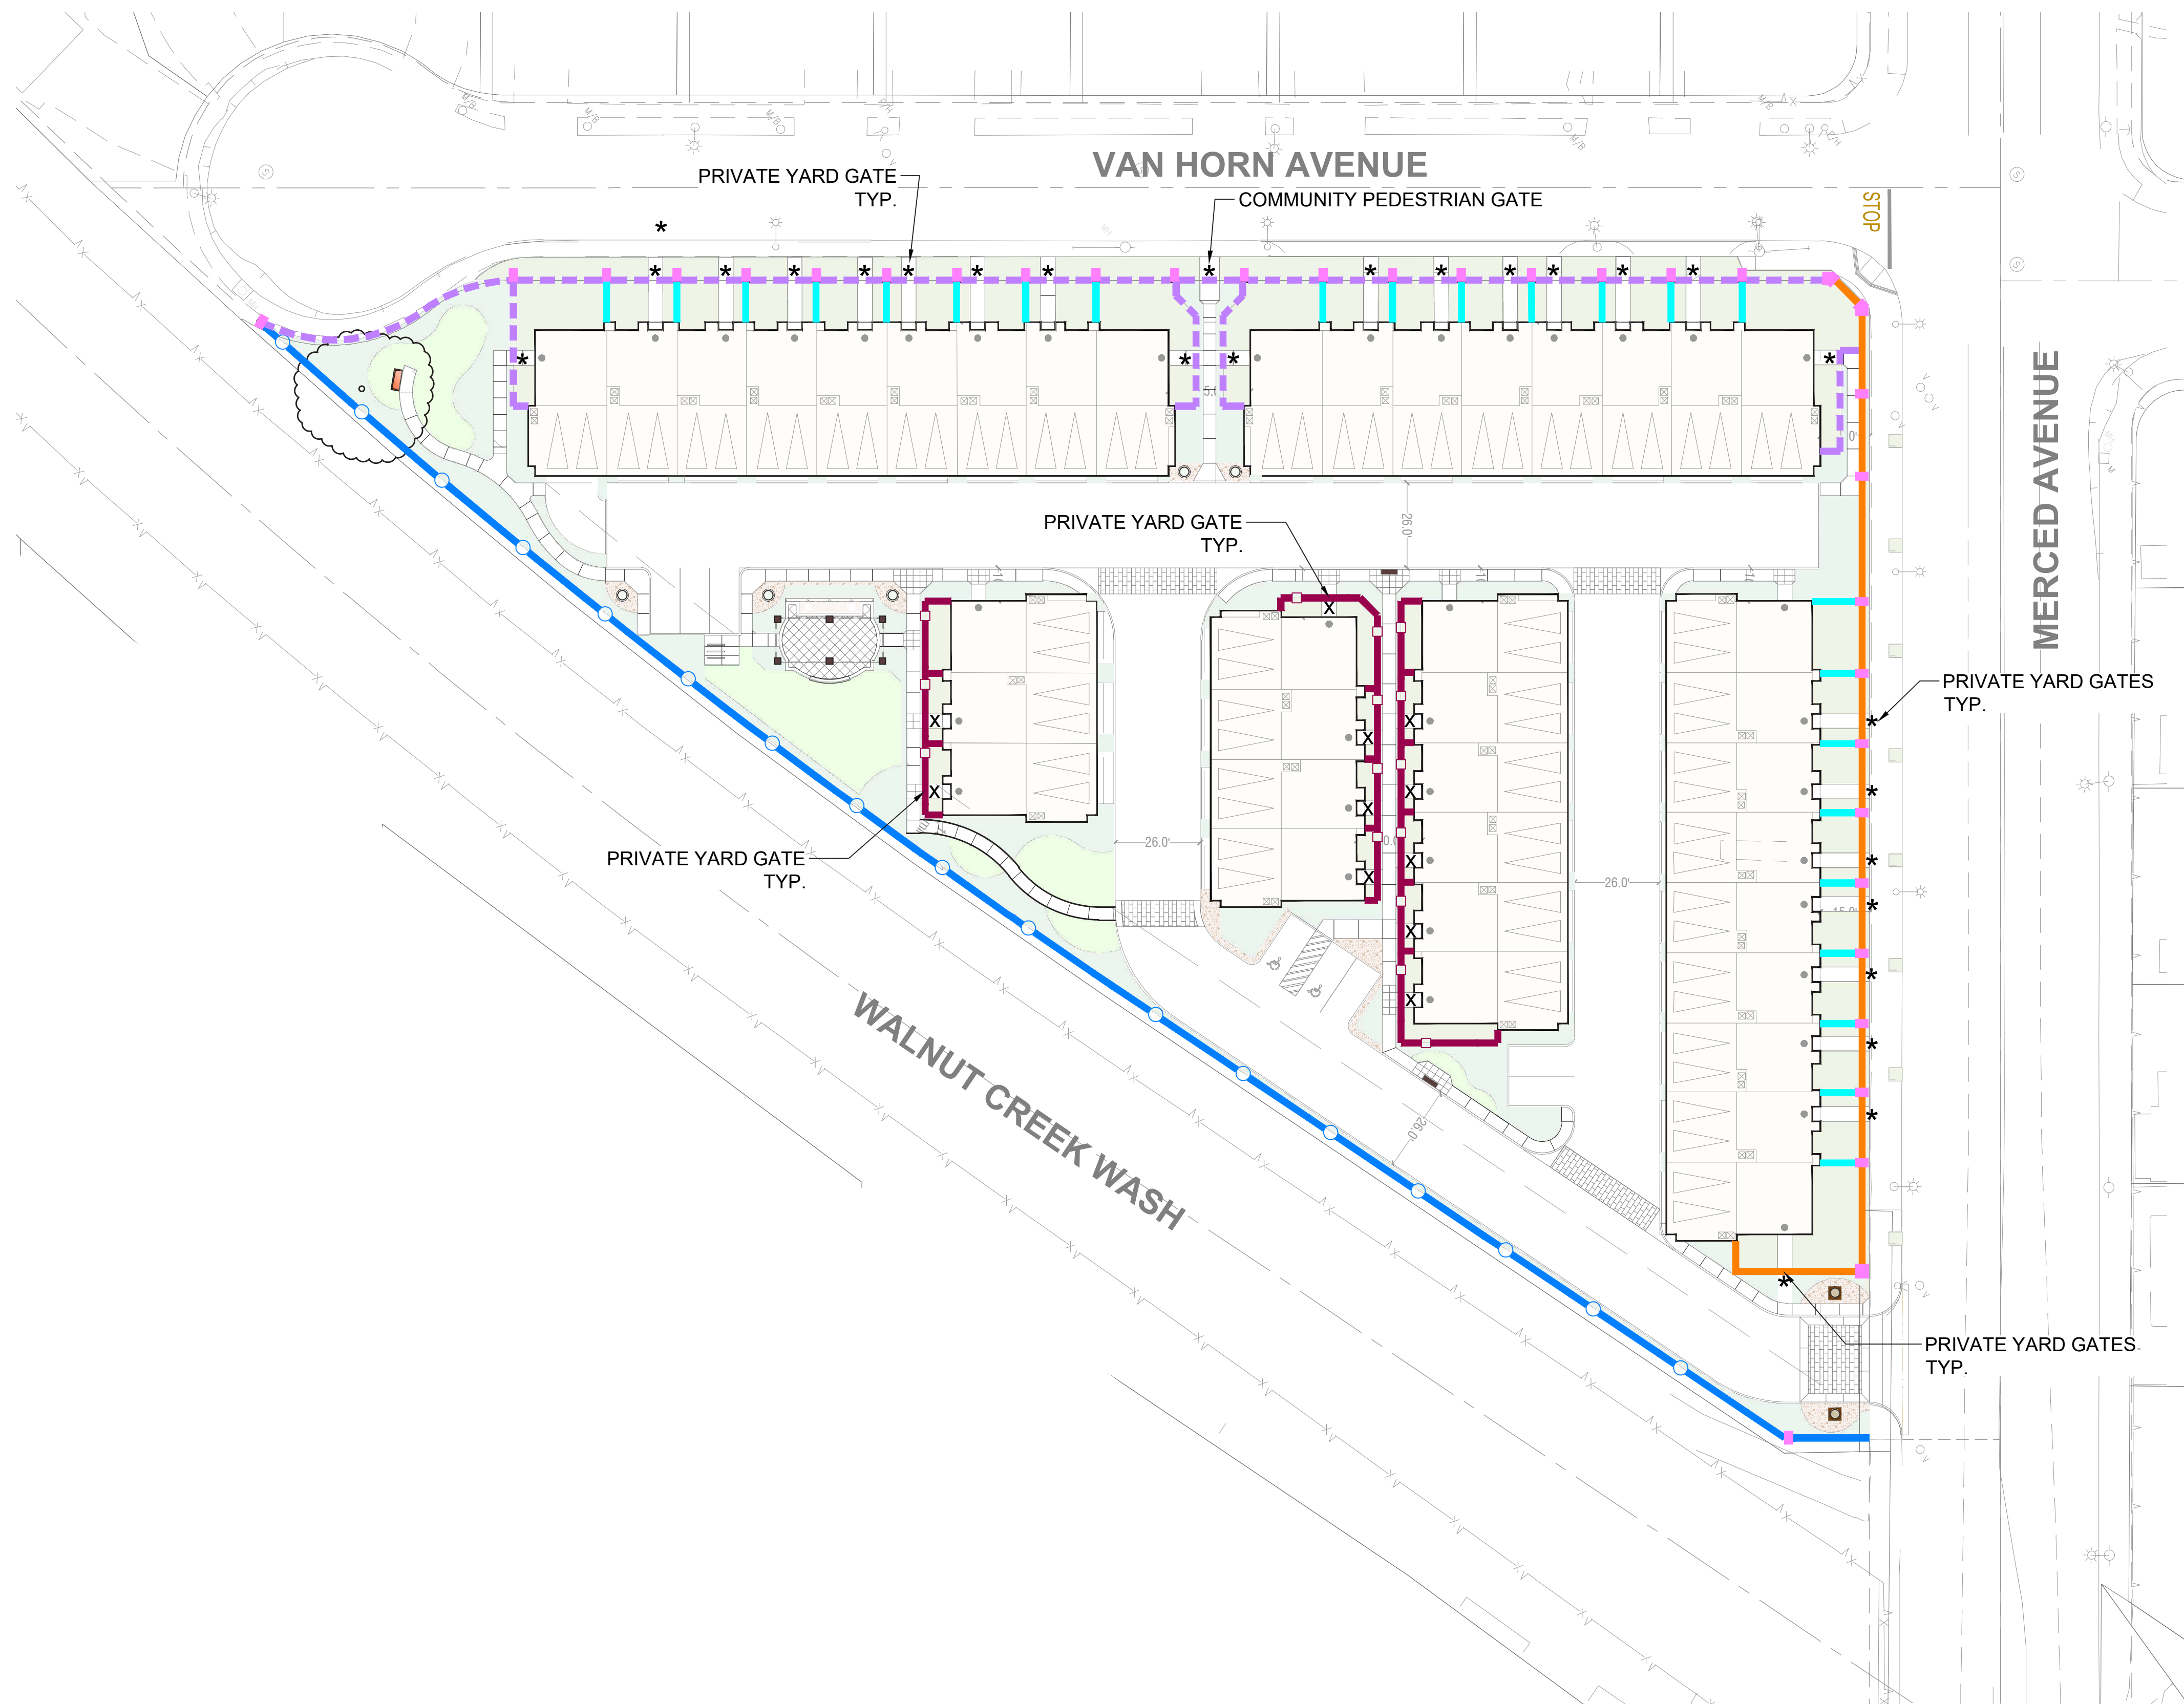 VAN HORN AVENUE
PRIVATE YARD GATE
TYP.
COMMUNITY PEDESTRIAN GATE
STOP
MERCED AVENUE
PRIVATE YARD GATE
TYP.
26.0'
PRIVATE YARD GATES
TYP.
PRIVATE YARD GATE
TYP.
26.0'
26.0'
15.0'
WALNUT CREEK WASH
26.0'
PRIVATE YARD GATES
TYP.